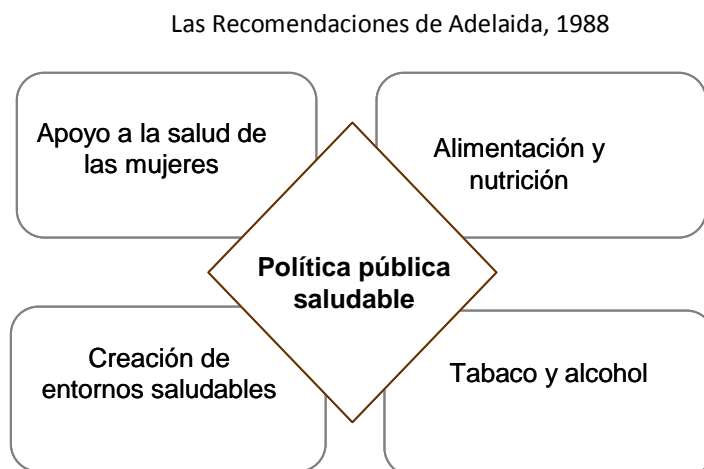 Las Recomendaciones de Adelaida, 1988
Apoyo a la salud de
las mujeres
Alimentación y
nutrición
Política pública
saludable
Creación de
entornos saludables
Tabaco y alcohol